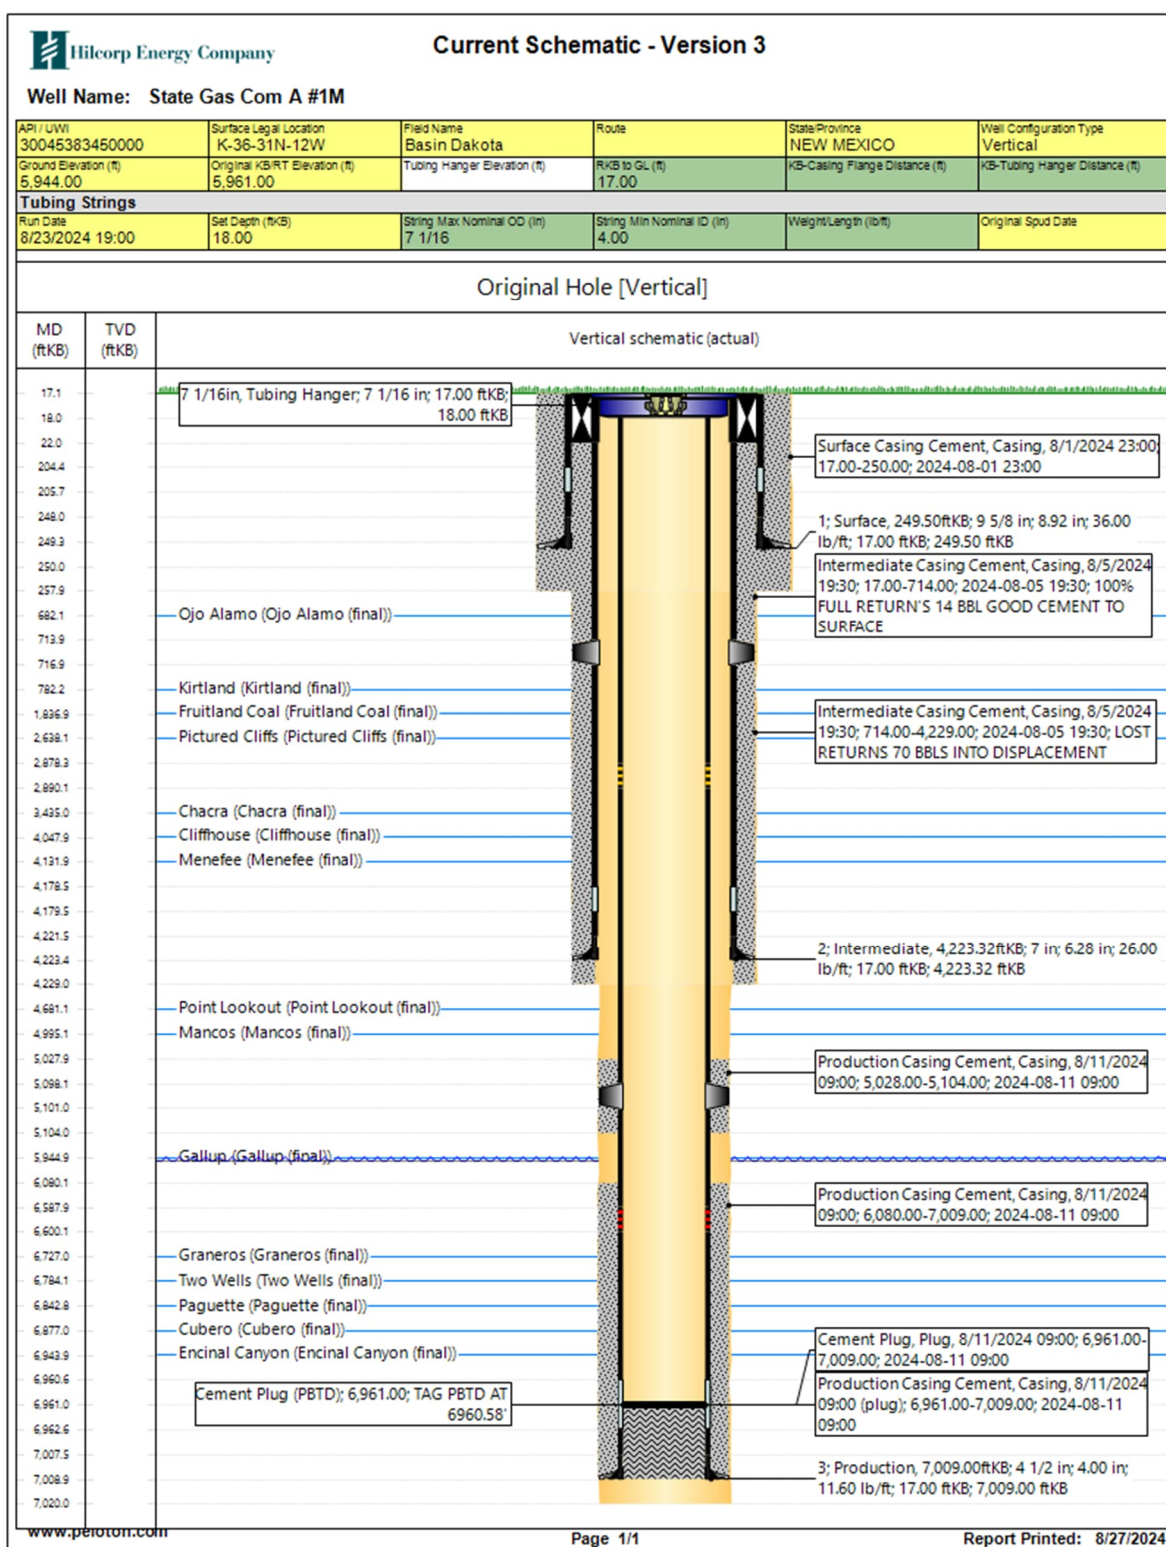 Hilcorp Energy Company
Current Schematic - Version 3
Well Name: State Gas Com A #1M
API / UWI
30045383450000
Surface Legal Location
K-36-31N-12W
Field Name
Basin Dakota
Route
State/Province
NEW MEXICO
Well Configuration Type
Vertical
Ground Elevation (ft)
5,944.00
Original KB/RT Elevation (ft)
5,961.00
Tubing Hanger Elevation (ft)
RKB to GL (ft)
17.00
KB-Casing Flange Distance (ft)
KB-Tubing Hanger Distance (ft)
Tubing Strings
Run Date
8/23/2024 19:00
Set Depth (ftKB)
18.00
String Max Nominal OD (in)
7 1/16
String Min Nominal ID (in)
4.00
Weight/Length (lb/ft)
Original Spud Date
Original Hole [Vertical]
MD
(ftKB)
TVD
(ftKB)
Vertical schematic (actual)
17.1
7 1/16in, Tubing Hanger; 7 1/16 in; 17.00 ftKB;
18.00 ftKB
18.0
22.0
Surface Casing Cement, Casing, 8/1/2024 23:00;
17.00-250.00; 2024-08-01 23:00
204.4
205.7
248.0
1; Surface, 249.50ftKB; 9 5/8 in; 8.92 in; 36.00
lb/ft; 17.00 ftKB; 249.50 ftKB
249.3
250.0
Intermediate Casing Cement, Casing, 8/5/2024
19:30; 17.00-714.00; 2024-08-05 19:30; 100%
FULL RETURN'S 14 BBL GOOD CEMENT TO
SURFACE
257.9
682.1
Ojo Alamo (Ojo Alamo (final))
713.9
716.9
782.2
Kirtland (Kirtland (final))
1,836.9
Fruitland Coal (Fruitland Coal (final))
Intermediate Casing Cement, Casing, 8/5/2024
19:30; 714.00-4,229.00; 2024-08-05 19:30; LOST
RETURNS 70 BBLS INTO DISPLACEMENT
2,638.1
Pictured Cliffs (Pictured Cliffs (final))
2,878.3
2,890.1
3,435.0
Chacra (Chacra (final))
4,047.9
Cliffhouse (Cliffhouse (final))
4,131.9
Menefee (Menefee (final))
4,178.5
4,179.5
4,221.5
2; Intermediate, 4,223.32ftKB; 7 in; 6.28 in; 26.00
lb/ft; 17.00 ftKB; 4,223.32 ftKB
4,223.4
4,229.0
4,681.1
Point Lookout (Point Lookout (final))
4,995.1
Mancos (Mancos (final))
5,027.9
Production Casing Cement, Casing, 8/11/2024
09:00; 5,028.00-5,104.00; 2024-08-11 09:00
5,098.1
5,101.0
5,104.0
5,944.9
Gallup (Gallup (final))
6,080.1
Production Casing Cement, Casing, 8/11/2024
09:00; 6,080.00-7,009.00; 2024-08-11 09:00
6,587.9
6,600.1
6,727.0
Graneros (Graneros (final))
6,784.1
Two Wells (Two Wells (final))
6,842.8
Paguette (Paguette (final))
6,877.0
Cubero (Cubero (final))
Cement Plug, Plug, 8/11/2024 09:00; 6,961.00-
7,009.00; 2024-08-11 09:00
6,943.9
Encinal Canyon (Encinal Canyon (final))
6,960.6
Production Casing Cement, Casing, 8/11/2024
09:00 (plug); 6,961.00-7,009.00; 2024-08-11
09:00
Cement Plug (PBTD); 6,961.00; TAG PBTD AT
6960.58'
6,961.0
6,962.6
7,007.5
3; Production, 7,009.00ftKB; 4 1/2 in; 4.00 in;
11.60 lb/ft; 17.00 ftKB; 7,009.00 ftKB
7,008.9
7,020.0
www.peloton.com
Page 1/1
Report Printed: 8/27/2024